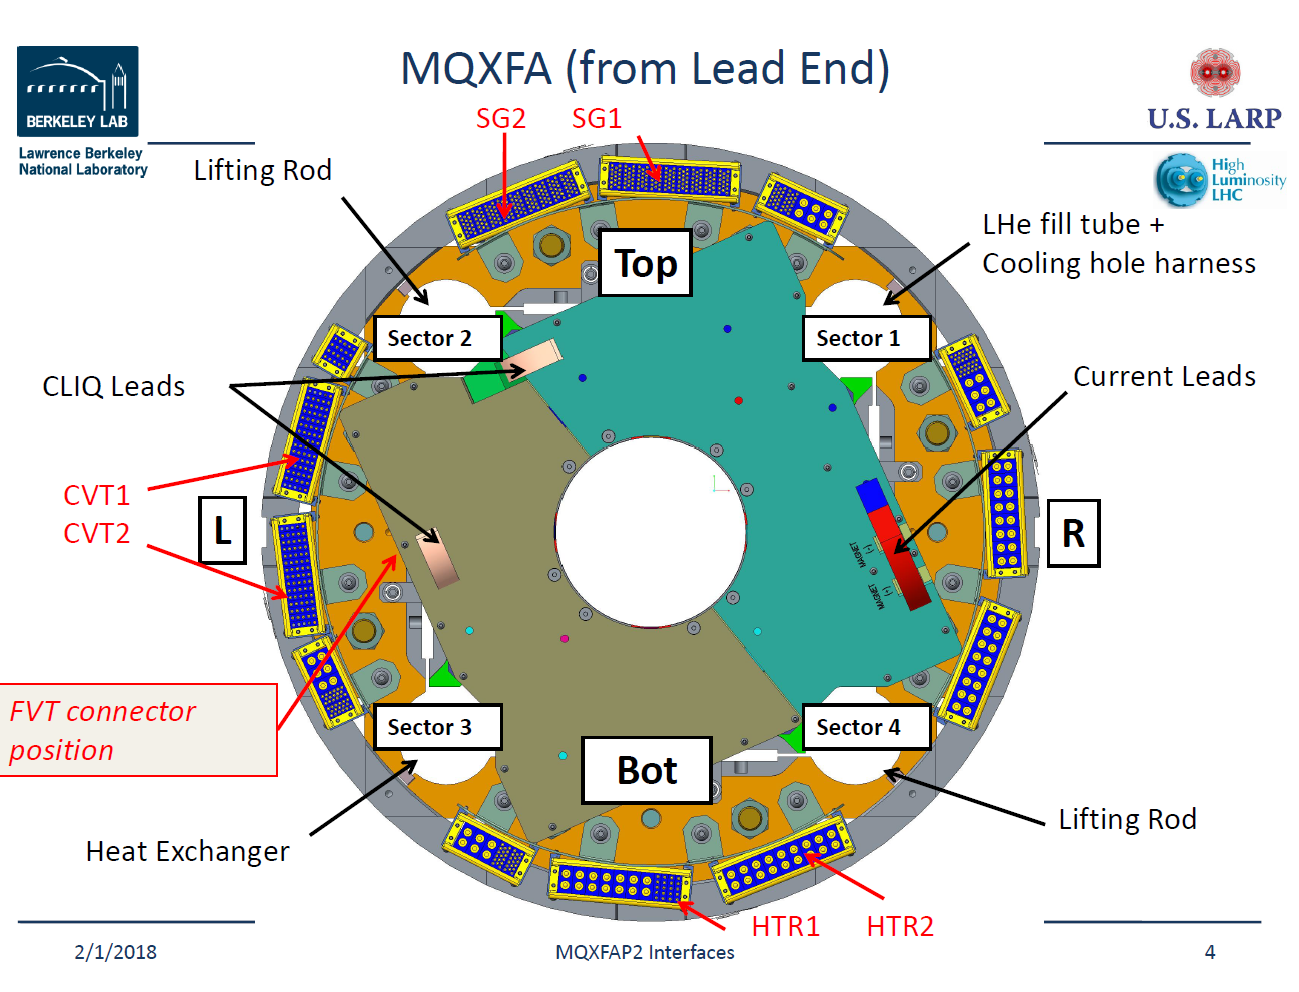 MQXFA (from Lead End)
BERKELEY LAB
Lawrence Berkeley
National Laboratory
U.S. LARP
High
Luminosity
LHC
SG2
SG1
Lifting Rod
LHe fill tube +
Cooling hole harness
Top
Sector 2
Sector 1
CLIQ Leads
Current Leads
CVT1
CVT2
L
R
MAGNET
(-)
MAGNET
(+)
FVT connector
position
Sector 3
Sector 4
Bot
Heat Exchanger
Lifting Rod
HTR1
HTR2
2/1/2018
MQXFAP2 Interfaces
4